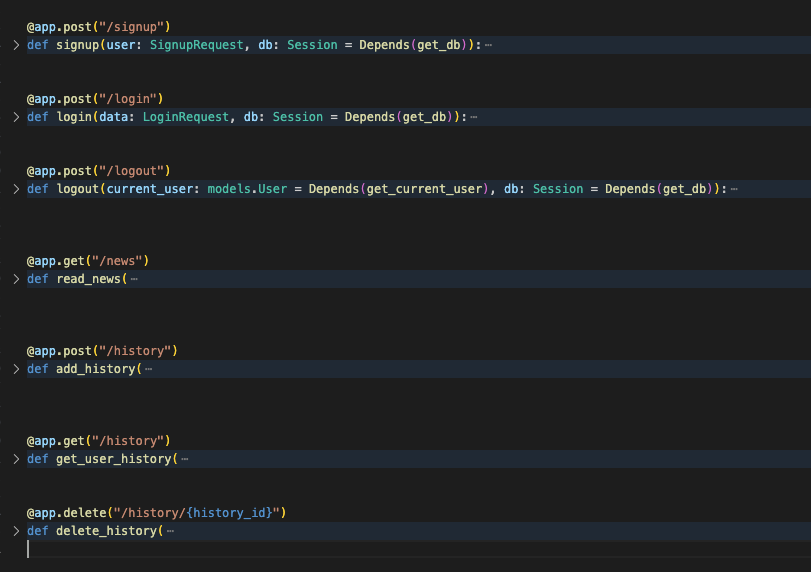 @app.post("/signup")
def signup(user: SignupRequest, db: Session = Depends(get_db)):…
@app.post("/login")
def login(data: LoginRequest, db: Session = Depends(get_db)):…
@app.post("/logout")
def logout(current_user: models.User = Depends(get_current_user), db: Session = Depends(get_db)):…
@app.get("/news")
def read_news(…
@app.post("/history")
def add_history(…
@app.get("/history")
def get_user_history(…
@app.delete("/history/{history_id}")
def delete_history(…